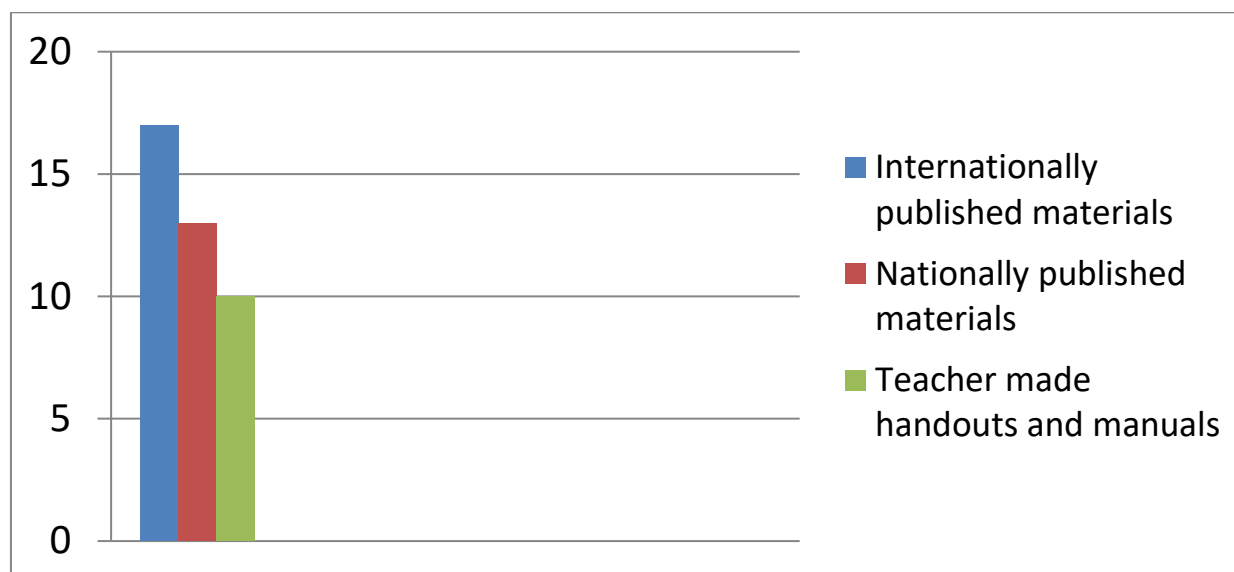 20
15
10
5
0
Internationally
published materials
Nationally published
materials
Teacher made
handouts and manuals